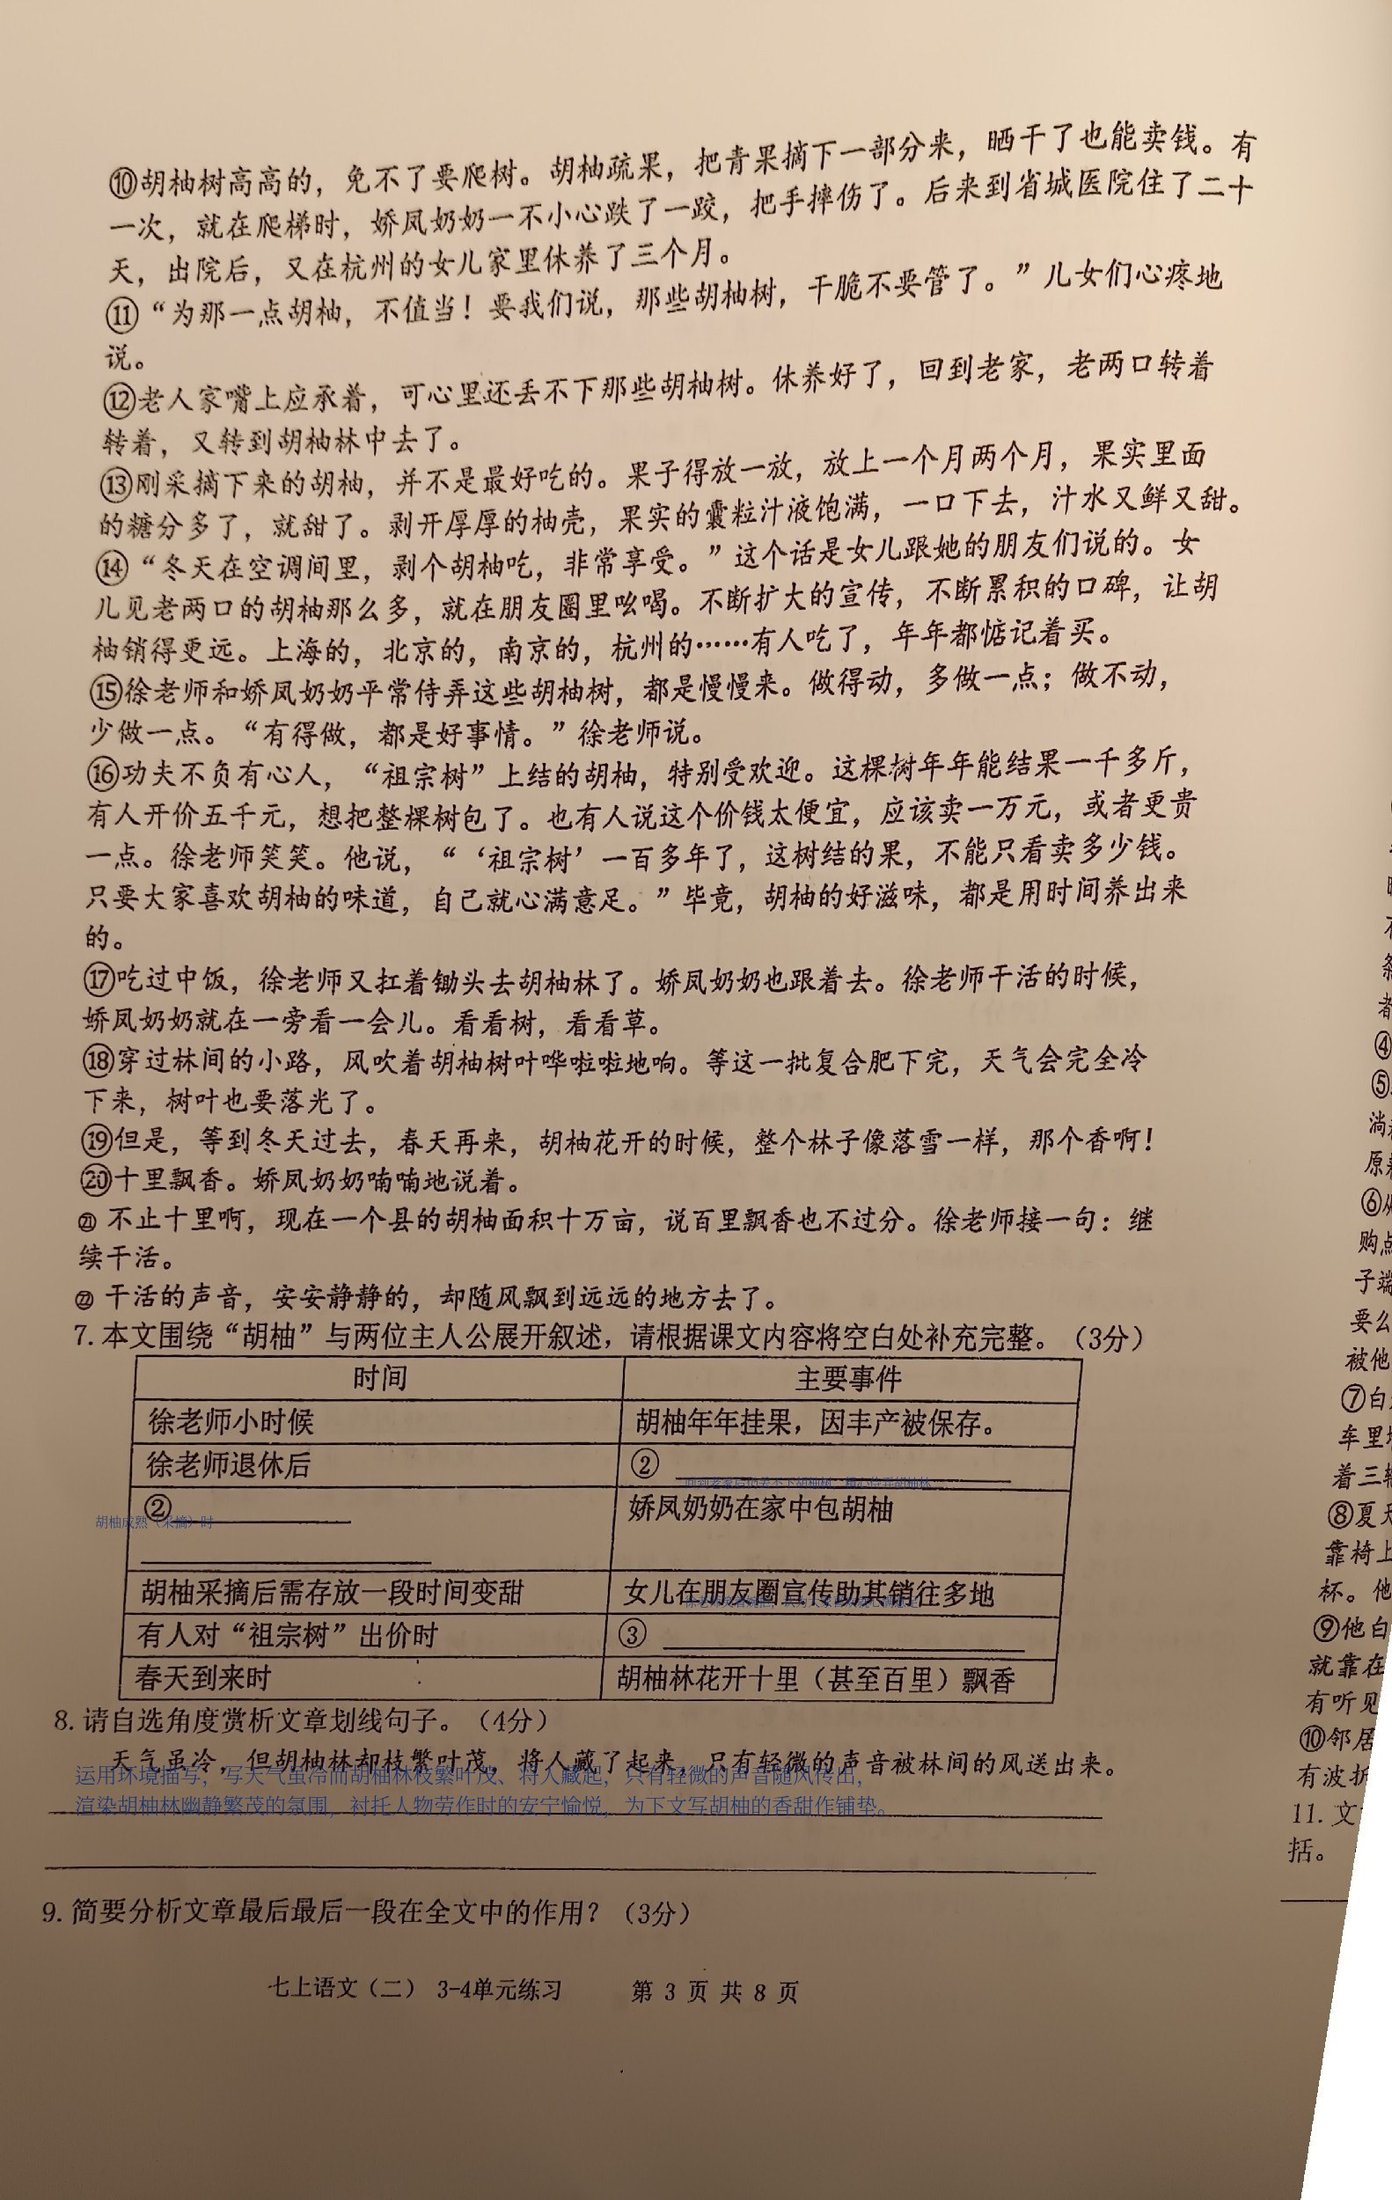 ⑩胡柚树高高的，免不了要爬树。胡柚疏果，把青果摘下一部分来，晒干了也能卖钱。有
一次，就在爬梯时，娇凤奶奶一不小心跌了一跤，把手摔伤了。后来到省城医院住了二十
天，出院后，又在杭州的女儿家里休养了三个月。
⑪“为那一点胡柚，不值当！要我们说，那些胡柚树，干脆不要管了。”儿女们心疼地
说。
⑫老人家嘴上应承着，可心里还丢不下那些胡柚树。休养好了，回到老家，老两口转着
转着，又转到胡柚林中去了。
⑬刚采摘下来的胡柚，并不是最好吃的。果子得放一放，放上一个月两个月，果实里面
的糖分多了，就甜了。剥开厚厚的柚壳，果实的囊粒汁液饱满，一口下去，汁水又鲜又甜。
⑭“冬天在空调间里，剥个胡柚吃，非常享受。”这个话是女儿跟她的朋友们说的。女
儿见老两口的胡柚那么多，就在朋友圈里吆喝。不断扩大的宣传，不断累积的口碑，让胡
柚销得更远。上海的，北京的，南京的，杭州的……有人吃了，年年都惦记着买。
⑮徐老师和娇凤奶奶平常侍弄这些胡柚树，都是慢慢来。做得动，多做一点；做不动，
少做一点。“有得做，都是好事情。”徐老师说。
⑯功夫不负有心人，“祖宗树”上结的胡柚，特别受欢迎。这棵树年年能结果一千多斤，
有人开价五千元，想把整棵树包了。也有人说这个价钱太便宜，应该卖一万元，或者更贵
一点。徐老师笑笑。他说，“‘祖宗树’一百多年了，这树结的果，不能只看卖多少钱。
只要大家喜欢胡柚的味道，自己就心满意足。”毕竟，胡柚的好滋味，都是用时间养出来
的。
⑰吃过中饭，徐老师又扛着锄头去胡柚林了。娇凤奶奶也跟着去。徐老师干活的时候，
娇凤奶奶就在一旁看一会儿。看看树，看看草。
⑱穿过林间的小路，风吹着胡柚树叶哗啦啦地响。等这一批复合肥下完，天气会完全冷
下来，树叶也要落光了。
⑲但是，等到冬天过去，春天再来，胡柚花开的时候，整个林子像落雪一样，那个香啊！
⑳十里飘香。娇凤奶奶喃喃地说着。
㉑ 不止十里啊，现在一个县的胡柚面积十万亩，说百里飘香也不过分。徐老师接一句：继
续干活。
㉒ 干活的声音，安安静静的，却随风飘到远远的地方去了。
7.本文围绕“胡柚”与两位主人公展开叙述，请根据课文内容将空白处补充完整。（3分）
时间 主要事件
徐老师小时候 胡柚年年挂果，因丰产被保存。
徐老师退休后 ②
② 娇凤奶奶在家中包胡柚
胡柚成熟（采摘）时
胡柚采摘后需存放一段时间变甜 女儿在朋友圈宣传助其销往多地
有人对“祖宗树”出价时 ③
春天到来时 胡柚林花开十里（甚至百里）飘香
8.请自选角度赏析文章划线句子。（4分）
天气虽冷，但胡柚林却枝繁叶茂，将人藏了起来，只有轻微的声音被林间的风送出来。
运用环境描写，写天气虽冷而胡柚林枝繁叶茂、将人藏起，只有轻微的声音随风传出，
渲染胡柚林幽静繁茂的氛围，衬托人物劳作时的安宁愉悦，为下文写胡柚的香甜作铺垫。
9.简要分析文章最后最后一段在全文中的作用？（3分）
七上语文（二） 3-4单元练习 第 3 页 共 8 页
④
⑤
原
⑥
购点
子端
要么
被他
⑦白
车里
着三
⑧夏天
靠椅上
杯。他
⑨他白
就靠在
有听见
⑩邻居
有波折
11.文
括。